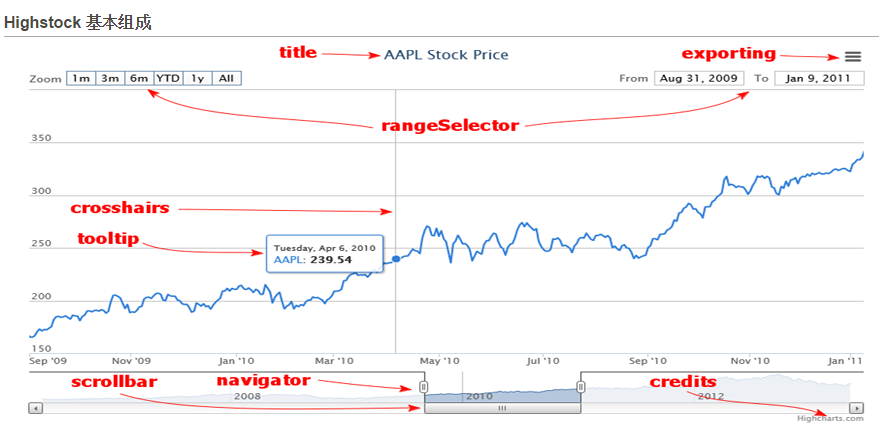 Highstock 基本组成
title AAPL Stock Price exporting
Zoom 1m 3m 6m YTD 1y All From Aug 31, 2009 To Jan 9, 2011
rangeSelector
350
300
crosshairs
tooltip
Tuesday, Apr 6, 2010
AAPL: 239.54
250
200
150
Sep '09 Nov '09 Jan '10 Mar '10 May '10 Jul '10 Sep '10 Nov '10 Jan '11
scrollbar navigator credits
2008 2010 2012
Highcharts.com